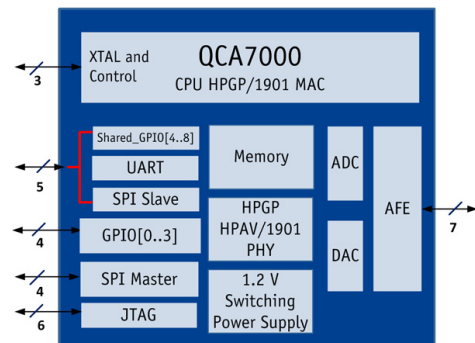 XTAL and
Control
QCA7000
CPU HPGP/1901 MAC
3
Shared_GPIO[4..8]
UART
SPI Slave
5
GPIO[0..3]
4
SPI Master
4
JTAG
6
Memory
HPGP
HPAV/1901
PHY
1.2 V
Switching
Power Supply
ADC
DAC
AFE
7